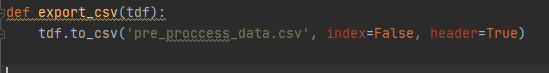 def export_csv(tdf):
    tdf.to_csv('pre_proccess_data.csv', index=False, header=True)